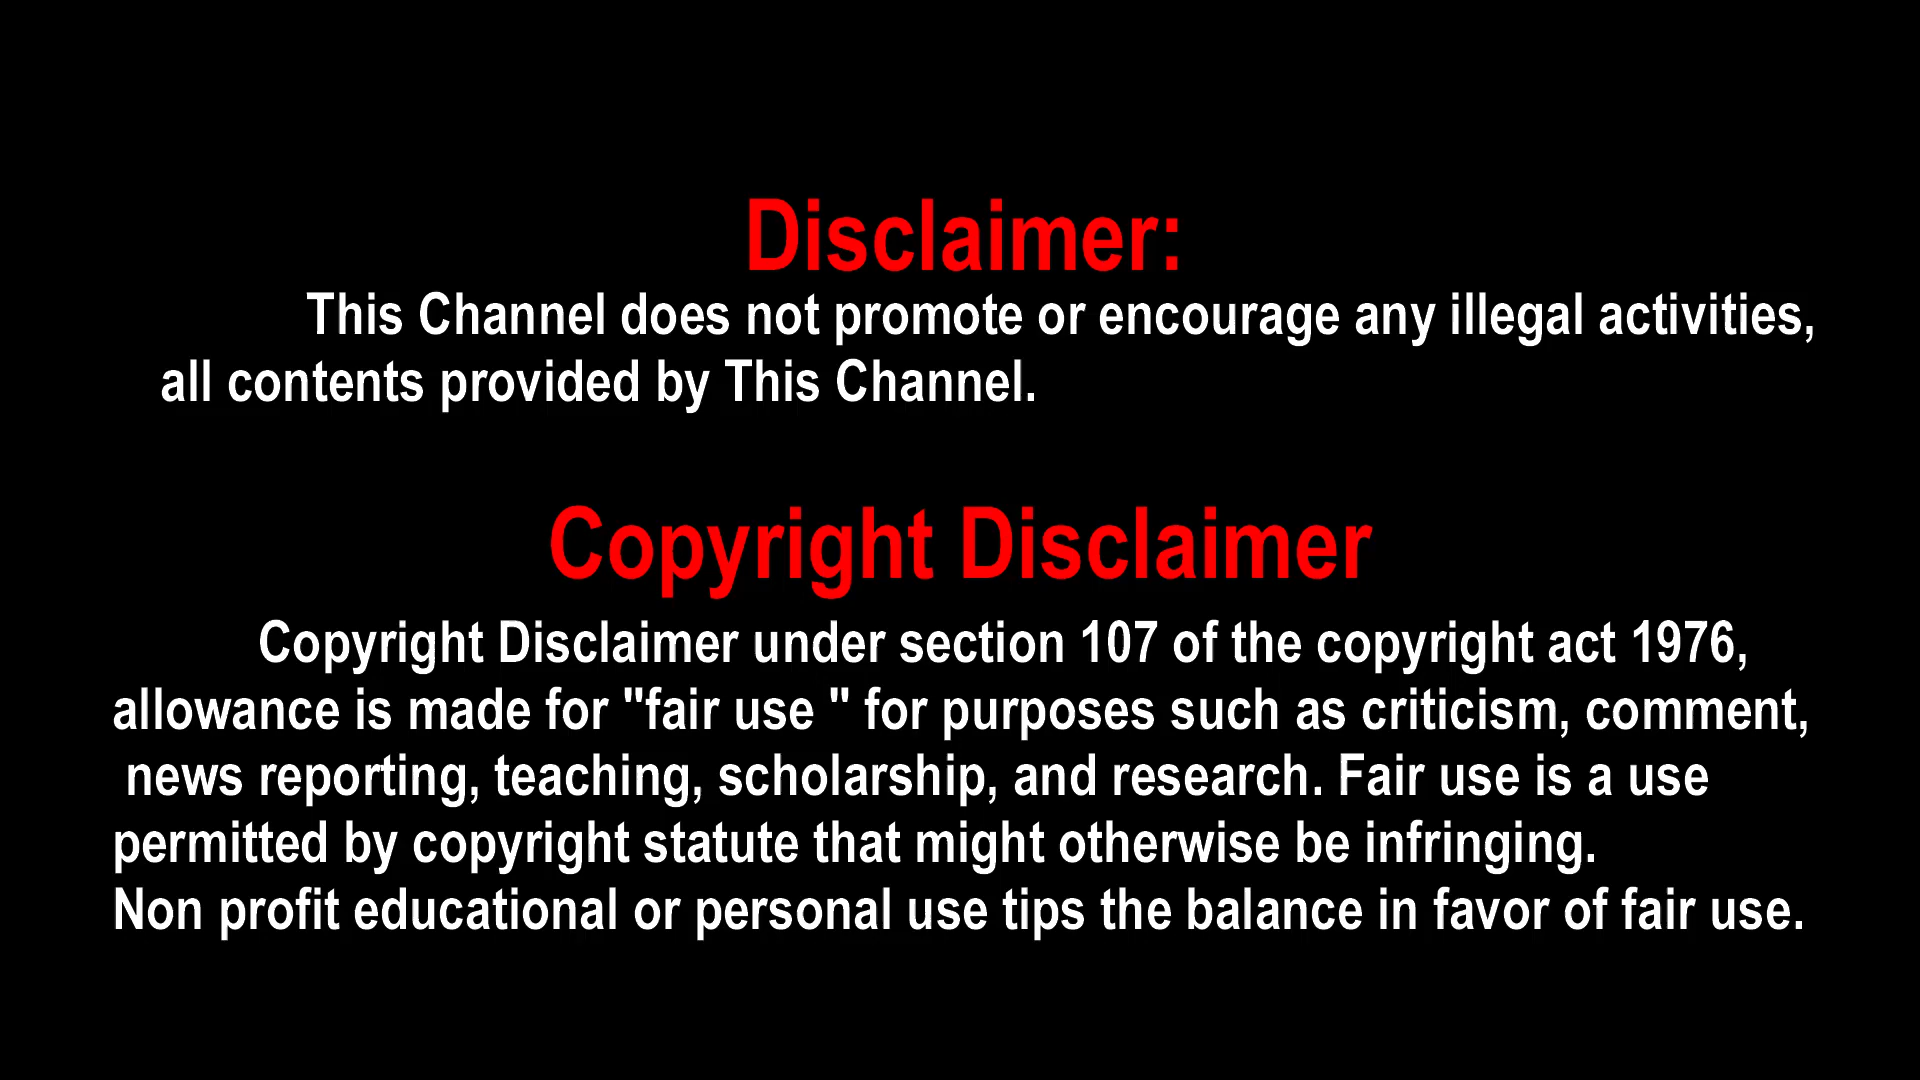 Disclaimer:
This Channel does not promote or encourage any illegal activities,
all contents provided by This Channel.
Copyright Disclaimer
Copyright Disclaimer under section 107 of the copyright act 1976,
allowance is made for "fair use " for purposes such as criticism, comment,
news reporting, teaching, scholarship, and research. Fair use is a use
permitted by copyright statute that might otherwise be infringing.
Non profit educational or personal use tips the balance in favor of fair use.